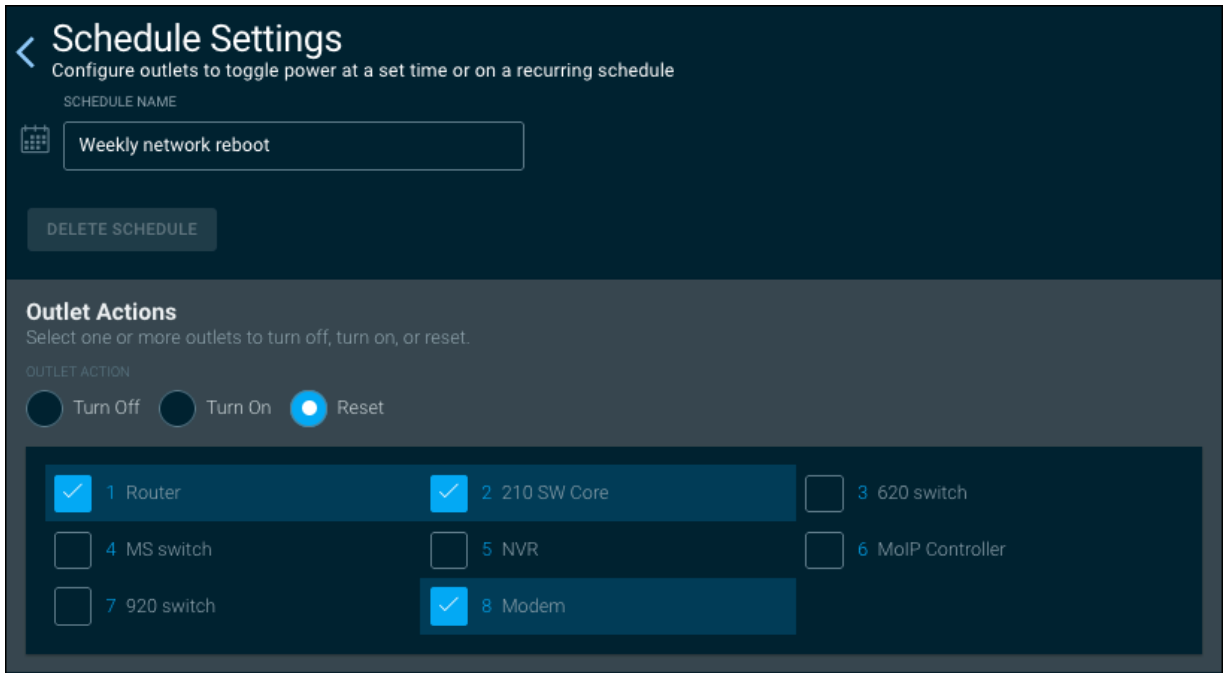 Schedule Settings
Configure outlets to toggle power at a set time or on a recurring schedule
SCHEDULE NAME
Weekly network reboot
DELETE SCHEDULE
Outlet Actions
Select one or more outlets to turn off, turn on, or reset.
OUTLET ACTION
Turn Off Turn On Reset
1 Router 2 210 SW Core 3 620 switch
4 MS switch 5 NVR 6 MoIP Controller
7 920 switch 8 Modem